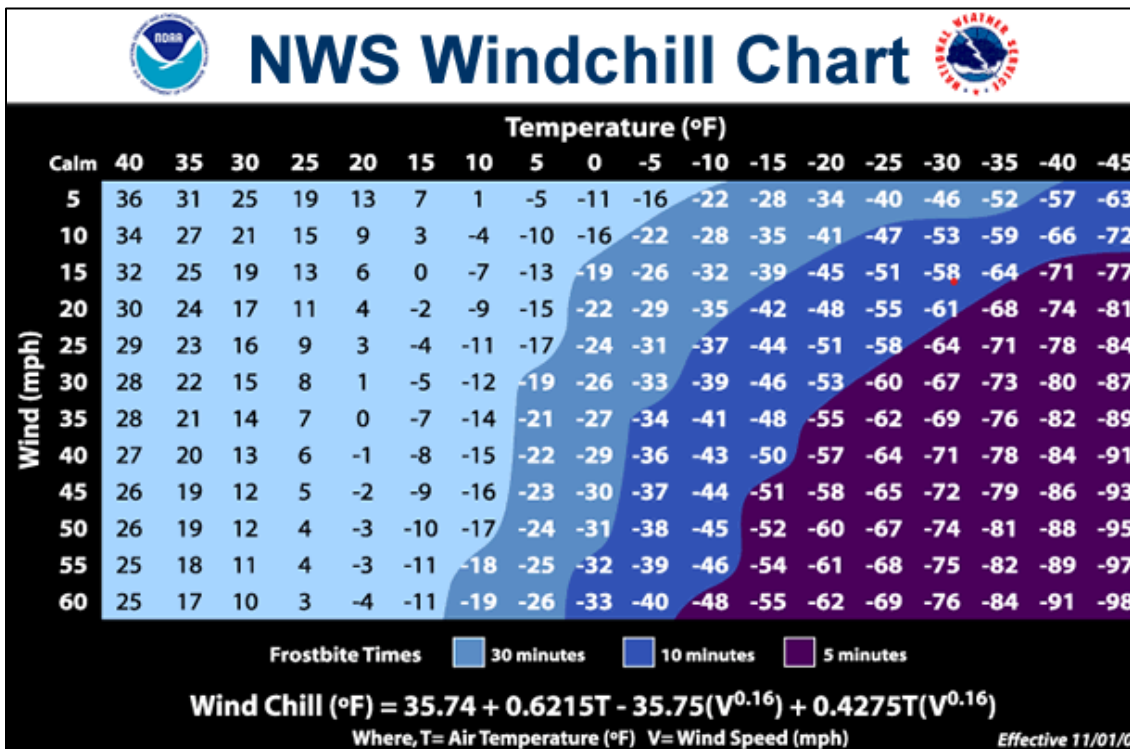 NOAA
NWS Windchill Chart
NATIONAL WEATHER SERVICE
Temperature (ºF)
Calm 40 35 30 25 20 15 10 5 0 -5 -10 -15 -20 -25 -30 -35 -40 -45
5 36 31 25 19 13 7 1 -5 -11 -16 -22 -28 -34 -40 -46 -52 -57 -63
10 34 27 21 15 9 3 -4 -10 -16 -22 -28 -35 -41 -47 -53 -59 -66 -72
15 32 25 19 13 6 0 -7 -13 -19 -26 -32 -39 -45 -51 -58 -64 -71 -77
20 30 24 17 11 4 -2 -9 -15 -22 -29 -35 -42 -48 -55 -61 -68 -74 -81
25 29 23 16 9 3 -4 -11 -17 -24 -31 -37 -44 -51 -58 -64 -71 -78 -84
30 28 22 15 8 1 -5 -12 -19 -26 -33 -39 -46 -53 -60 -67 -73 -80 -87
35 28 21 14 7 0 -7 -14 -21 -27 -34 -41 -48 -55 -62 -69 -76 -82 -89
40 27 20 13 6 -1 -8 -15 -22 -29 -36 -43 -50 -57 -64 -71 -78 -84 -91
45 26 19 12 5 -2 -9 -16 -23 -30 -37 -44 -51 -58 -65 -72 -79 -86 -93
50 26 19 12 4 -3 -10 -17 -24 -31 -38 -45 -52 -60 -67 -74 -81 -88 -95
55 25 18 11 4 -3 -11 -18 -25 -32 -39 -46 -54 -61 -68 -75 -82 -89 -97
60 25 17 10 3 -4 -11 -19 -26 -33 -40 -48 -55 -62 -69 -76 -84 -91 -98
Wind (mph)
Frostbite Times 30 minutes 10 minutes 5 minutes
Wind Chill (ºF) = 35.74 + 0.6215T - 35.75(V^0.16) + 0.4275T(V^0.16)
Where, T= Air Temperature (ºF) V= Wind Speed (mph) Effective 11/01/0